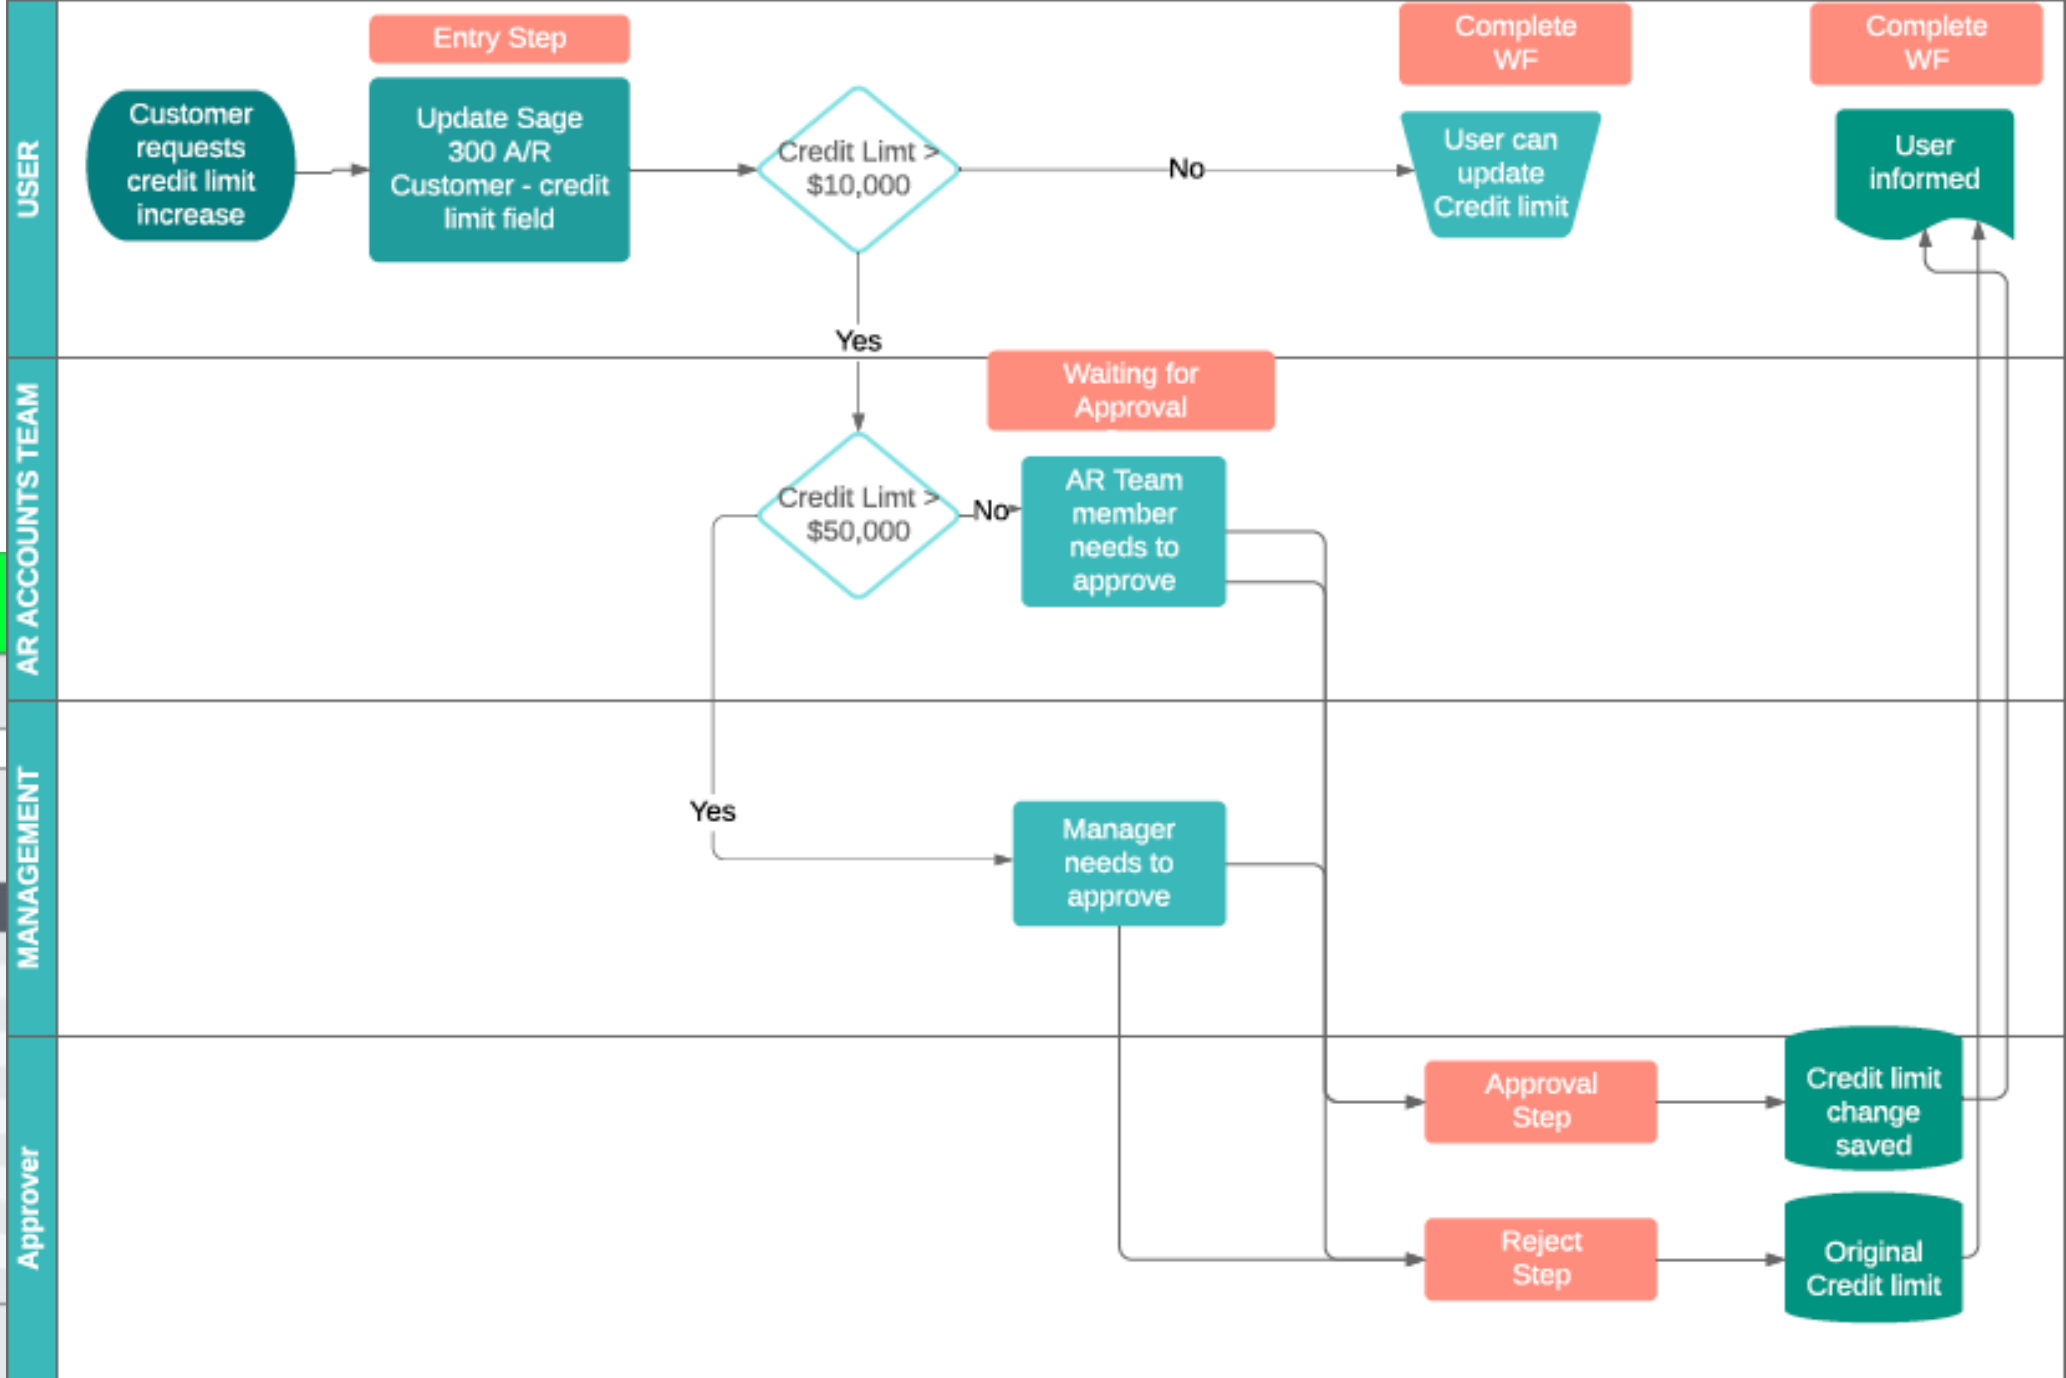 USER
Entry Step
Complete
WF
Complete
WF
Customer
requests
credit limit
increase
Update Sage
300 A/R
Customer - credit
limit field
Credit Limt >
$10,000
No
User can
update
Credit limit
User
informed
Yes
AR ACCOUNTS TEAM
Waiting for
Approval
Credit Limt >
$50,000
No
AR Team
member
needs to
approve
MANAGEMENT
Yes
Manager
needs to
approve
Approver
Approval
Step
Credit limit
change
saved
Reject
Step
Original
Credit limit